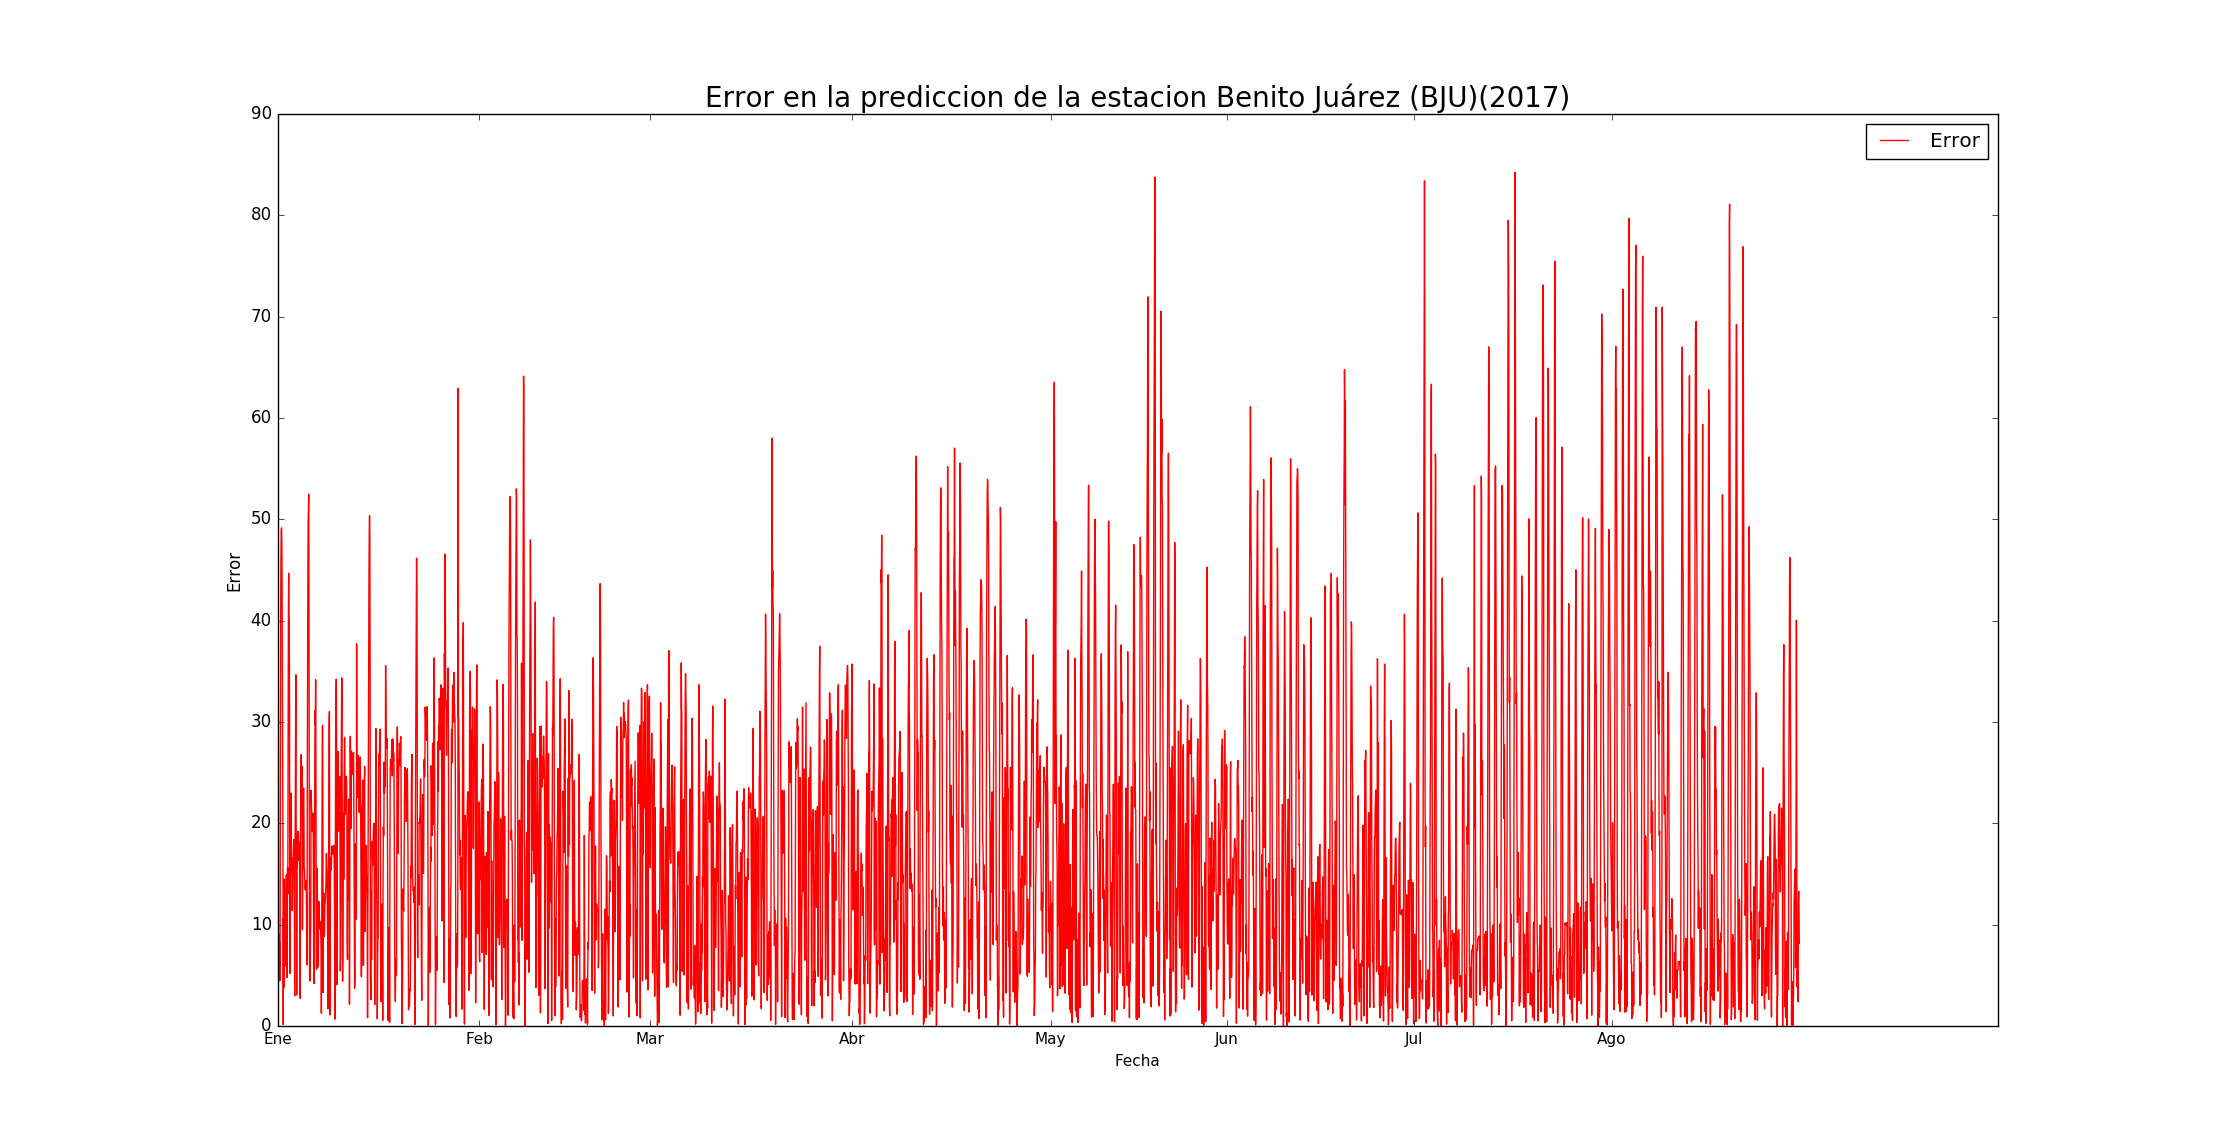 Error en la prediccion de la estacion Benito Juárez (BJU)(2017)
90
Error
80
70
60
50
Error
40
30
20
10
0
Ene Feb Mar Abr May Jun Jul Ago
Fecha